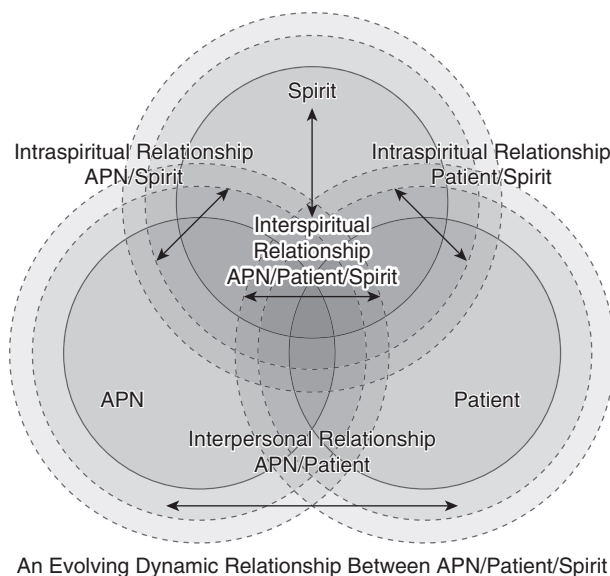 Spirit
Intraspiritual Relationship
APN/Spirit
Intraspiritual Relationship
Patient/Spirit
Interspiritual
Relationship
APN/Patient/Spirit
APN
Patient
Interpersonal Relationship
APN/Patient
An Evolving Dynamic Relationship Between APN/Patient/Spirit